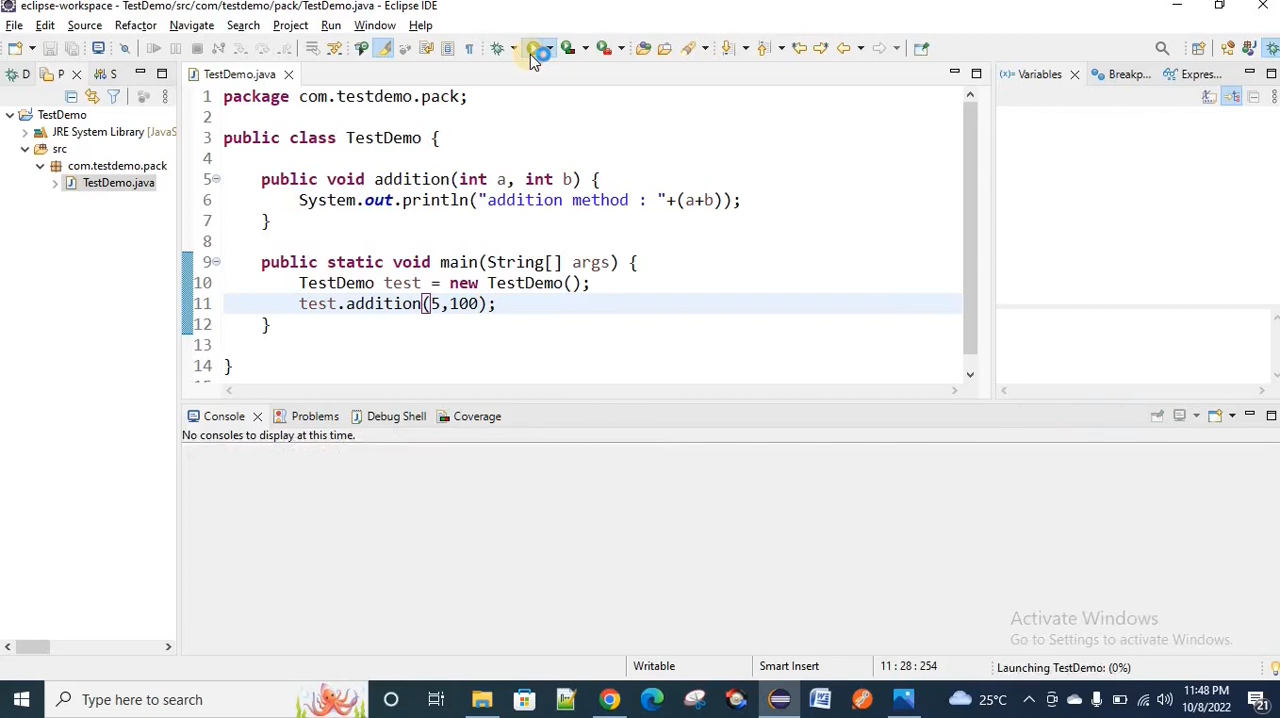 eclipse-workspace - TestDemo/src/com/testdemo/pack/TestDemo.java - Eclipse IDE
File Edit Source Refactor Navigate Search Project Run Window Help
D P S
TestDemo.java
Variables Breakp... Expres...
TestDemo
JRE System Library [JavaS
src
com.testdemo.pack
TestDemo.java
1 package com.testdemo.pack;
2
3 public class TestDemo {
4
5 public void addition(int a, int b) {
6 System.out.println("addition method : "+(a+b));
7 }
8
9 public static void main(String[] args) {
10 TestDemo test = new TestDemo();
11 test.addition(5,100);
12 }
13
14 }
Console Problems Debug Shell Coverage
No consoles to display at this time.
Activate Windows
Go to Settings to activate Windows.
Writable Smart Insert 11 : 28 : 254 Launching TestDemo: (0%)
Type here to search
25°C
11:48 PM
10/8/2022
21